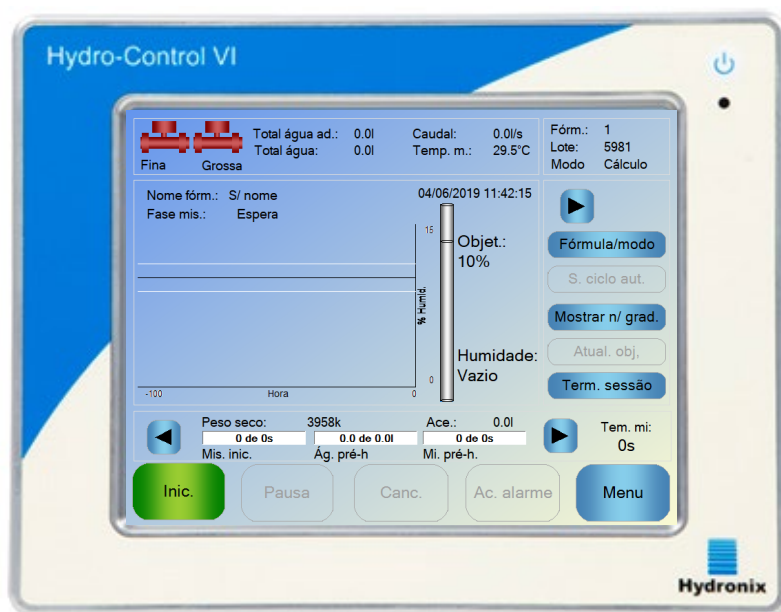 Hydro-Control VI
Total água ad.: 0.0l Caudal: 0.0l/s
Total água: 0.0l Temp. m.: 29.5°C
Fina Grossa
Fórm.: 1
Lote: 5981
Modo Cálculo
Nome fórm.: S/ nome
04/06/2019 11:42:15
Fase mis.: Espera
15
Objet.:
10%
% Humid.
Humidade:
Vazio
0
-100 Hora 0
Fórmula/modo
S. ciclo aut.
Mostrar n/ grad.
Atual. obj,
Term. sessão
Peso seco: 3958k Ace.: 0.0l
0 de 0s 0.0 de 0.0l 0 de 0s
Mis. inic. Ág. pré-h Mi. pré-h.
Tem. mi:
0s
Inic. Pausa Canc. Ac. alarme Menu
Hydronix